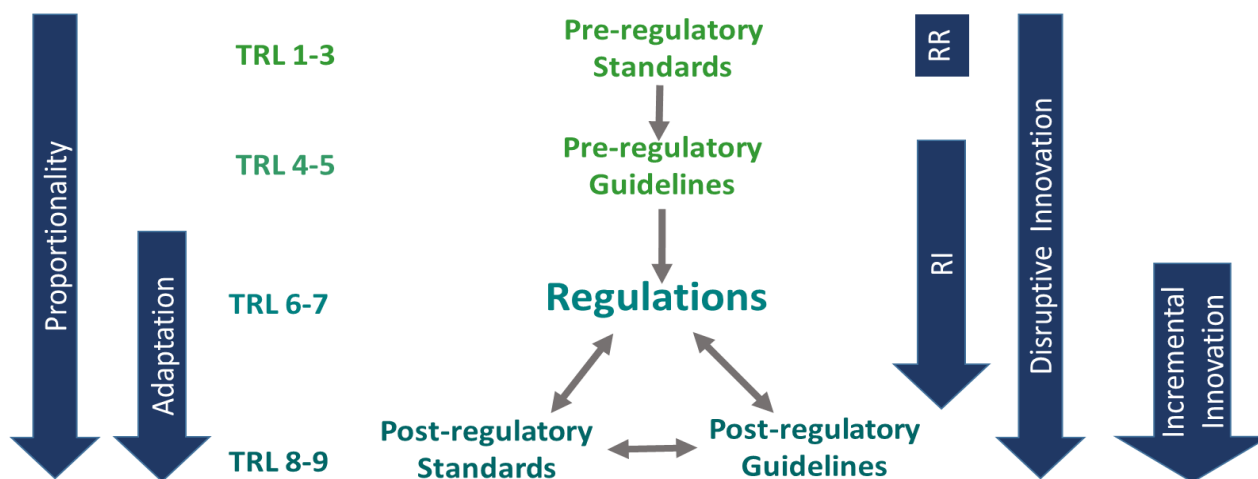 Proportionality
Adaptation
TRL 1-3
TRL 4-5
TRL 6-7
TRL 8-9
Pre-regulatory
Standards
Pre-regulatory
Guidelines
Regulations
Post-regulatory
Standards
Post-regulatory
Guidelines
RR
RI
Disruptive Innovation
Incremental
Innovation